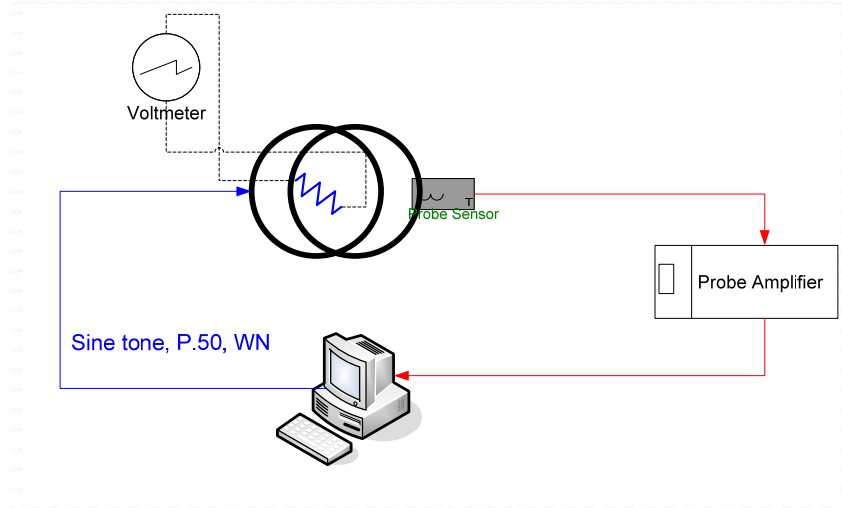 Voltmeter
T
Probe Sensor
Probe Amplifier
Sine tone, P.50, WN